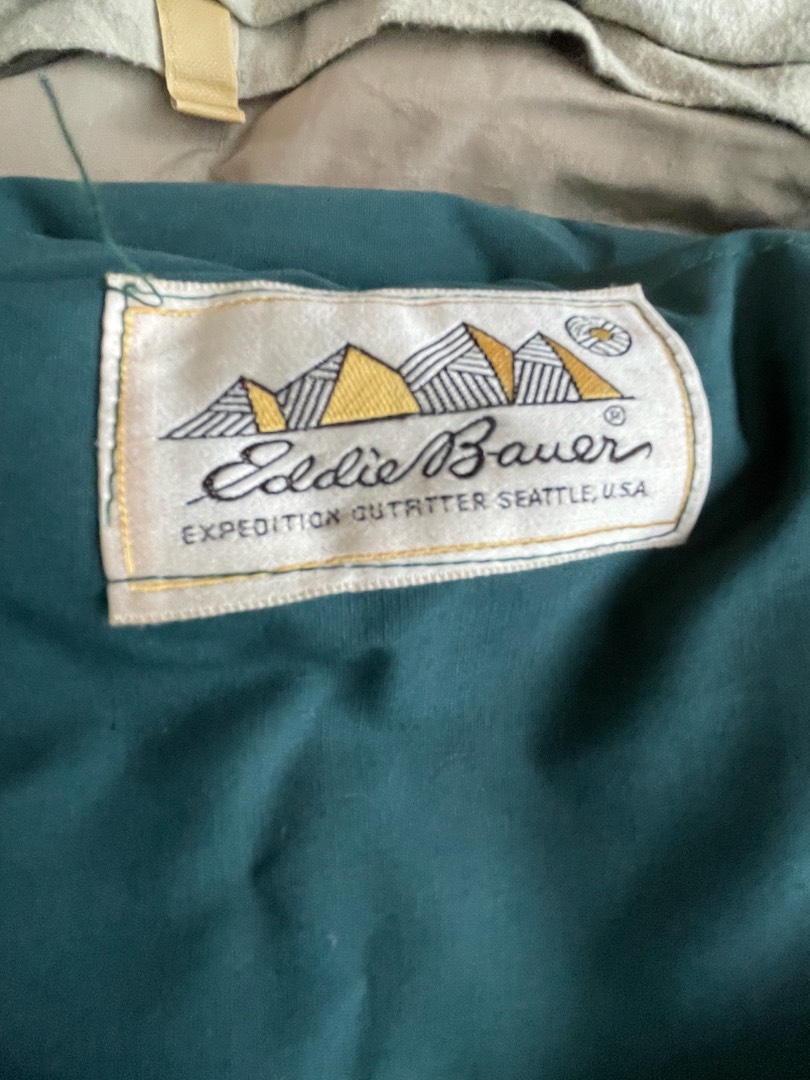 ®
Eddie Bauer
EXPEDITION OUTFITTER SEATTLE, U.S.A.